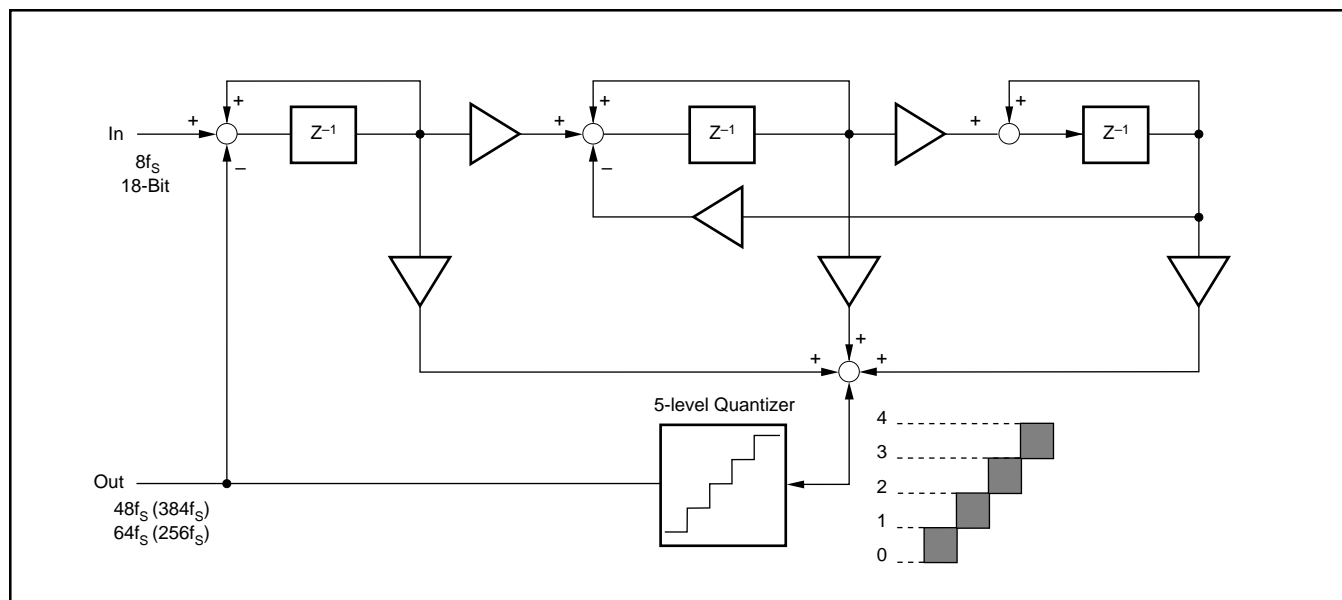 + + +
In + Z⁻¹ + Z⁻¹ + Z⁻¹
8fS
18-Bit
– –
+
+ +
5-level Quantizer
4
3
2
1
0
Out
48fS (384fS)
64fS (256fS)